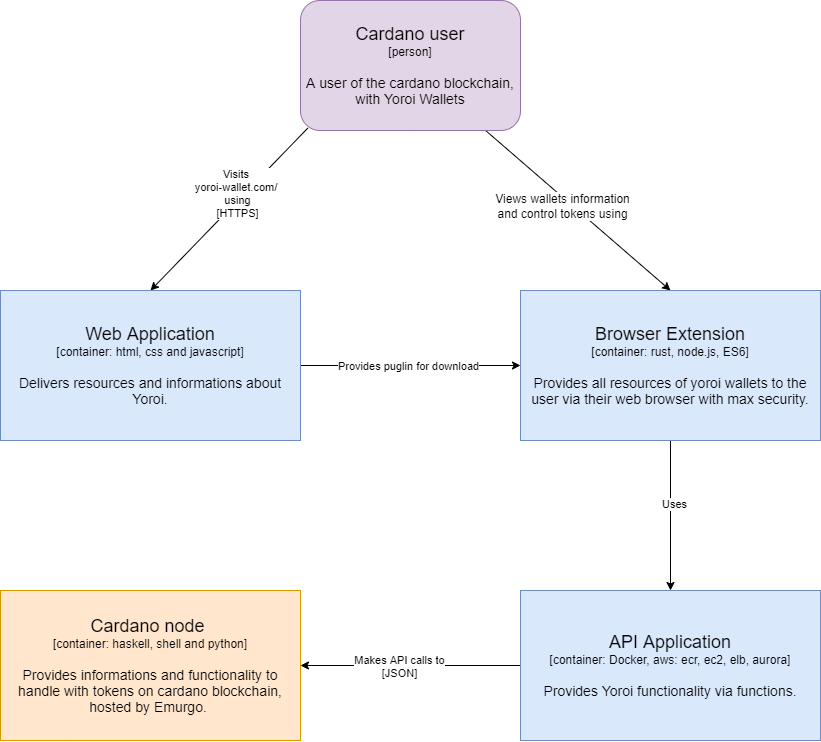 Cardano user
[person]
A user of the cardano blockchain,
with Yoroi Wallets
Visits
yoroi-wallet.com/
using
[HTTPS]
Views wallets information
and control tokens using
Web Application
[container: html, css and javascript]
Delivers resources and informations about
Yoroi.
Provides puglin for download
Browser Extension
[container: rust, node.js, ES6]
Provides all resources of yoroi wallets to the
user via their web browser with max security.
Uses
Cardano node
[container: haskell, shell and python]
Provides informations and functionality to
handle with tokens on cardano blockchain,
hosted by Emurgo.
Makes API calls to
[JSON]
API Application
[container: Docker, aws: ecr, ec2, elb, aurora]
Provides Yoroi functionality via functions.